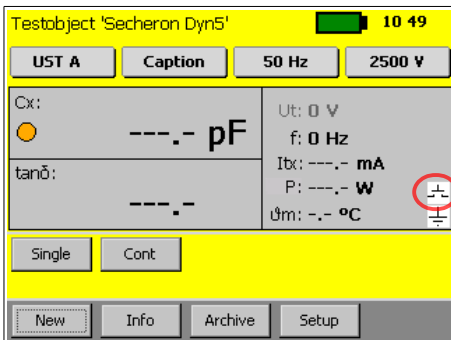 Testobject 'Secheron Dyn5' 10 49
UST A Caption 50 Hz 2500 V
Cx:
---.- pF
tanδ:
---.-
Ut: 0 V
f: 0 Hz
Itx: ---.- mA
P: ---.- W
ϑm: -.- ºC
Single Cont
New Info Archive Setup